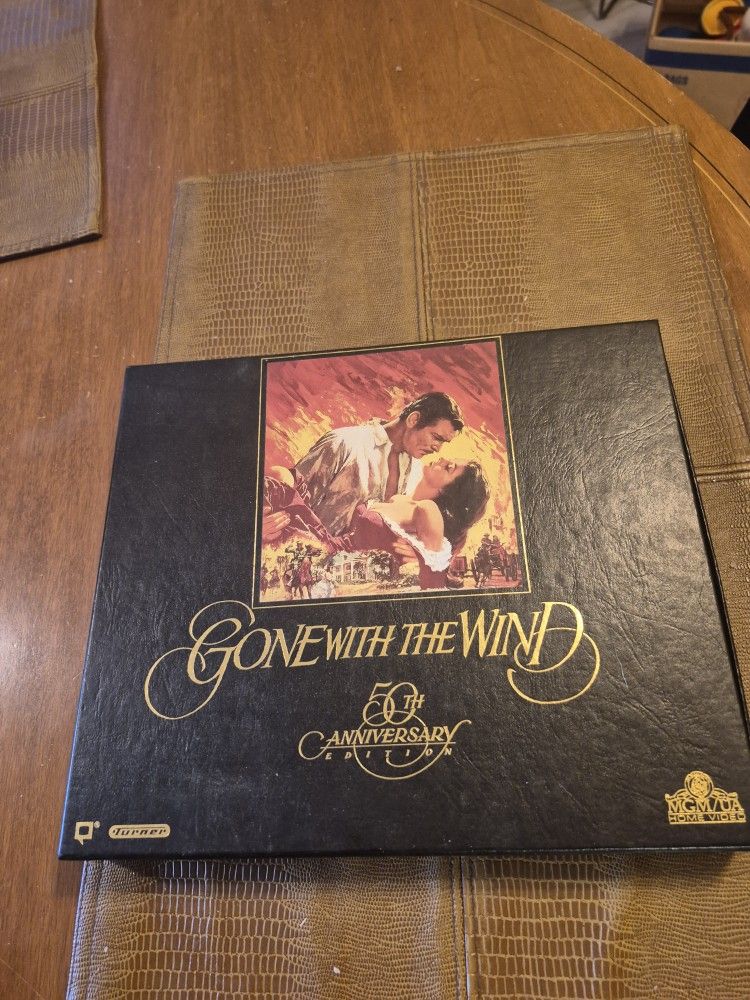 GONE WITH THE WIND
50TH
ANNIVERSARY
EDITION
Turner
MGM/UA
HOME VIDEO